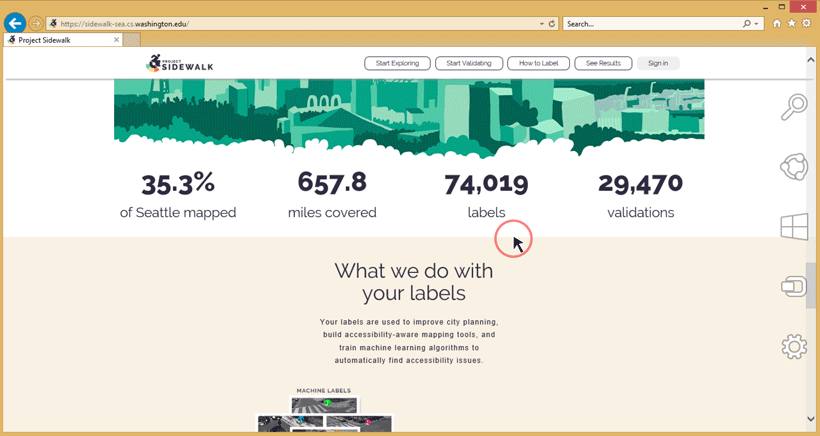 https://sidewalk-sea.cs.washington.edu/
Search...
Project Sidewalk
PROJECT
SIDEWALK
Start Exploring
Start Validating
How to Label
See Results
Sign in
35.3%
of Seattle mapped
657.8
miles covered
74,019
labels
29,470
validations
What we do with
your labels
Your labels are used to improve city planning,
build accessibility-aware mapping tools, and
train machine learning algorithms to
automatically find accessibility issues.
MACHINE LABELS